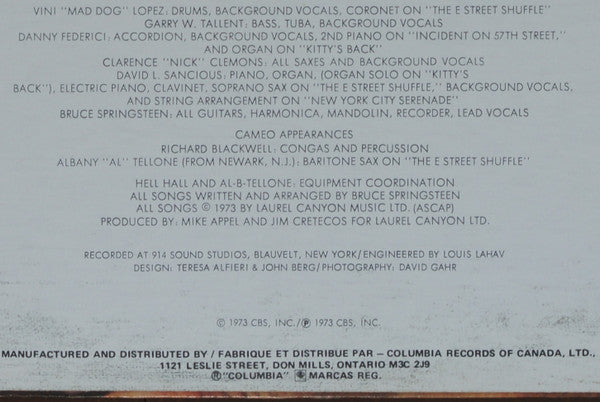 VINI "MAD DOG" LOPEZ: DRUMS, BACKGROUND VOCALS, CORONET ON "THE E STREET SHUFFLE"
GARRY W. TALLENT: BASS, TUBA, BACKGROUND VOCALS
DANNY FEDERICI: ACCORDION, BACKGROUND VOCALS, 2ND PIANO ON "INCIDENT ON 57TH STREET,"
AND ORGAN ON "KITTY'S BACK"
CLARENCE "NICK" CLEMONS: ALL SAXES AND BACKGROUND VOCALS
DAVID L. SANCIOUS: PIANO, ORGAN, (ORGAN SOLO ON "KITTY'S
BACK"), ELECTRIC PIANO, CLAVINET, SOPRANO SAX ON "THE E STREET SHUFFLE", BACKGROUND VOCALS,
AND STRING ARRANGEMENT ON "NEW YORK CITY SERENADE"
BRUCE SPRINGSTEEN: ALL GUITARS, HARMONICA, MANDOLIN, RECORDER, LEAD VOCALS
CAMEO APPEARANCES
RICHARD BLACKWELL: CONGAS AND PERCUSSION
ALBANY "AL" TELLONE (FROM NEWARK, N.J.): BARITONE SAX ON "THE E STREET SHUFFLE"
HELL HALL AND AL-B-TELLONE: EQUIPMENT COORDINATION
ALL SONGS WRITTEN AND ARRANGED BY BRUCE SPRINGSTEEN
ALL SONGS © 1973 BY LAUREL CANYON MUSIC LTD. (ASCAP)
PRODUCED BY: MIKE APPEL AND JIM CRETECOS FOR LAUREL CANYON LTD.
RECORDED AT 914 SOUND STUDIOS, BLAUVELT, NEW YORK/ENGINEERED BY LOUIS LAHAV
DESIGN: TERESA ALFIERI & JOHN BERG/PHOTOGRAPHY: DAVID GAHR
© 1973 CBS, INC./℗ 1973 CBS, INC.
MANUFACTURED AND DISTRIBUTED BY / FABRIQUE ET DISTRIBUE PAR – COLUMBIA RECORDS OF CANADA, LTD.,
1121 LESLIE STREET, DON MILLS, ONTARIO M3C 2J9
® "COLUMBIA" MARCAS REG.